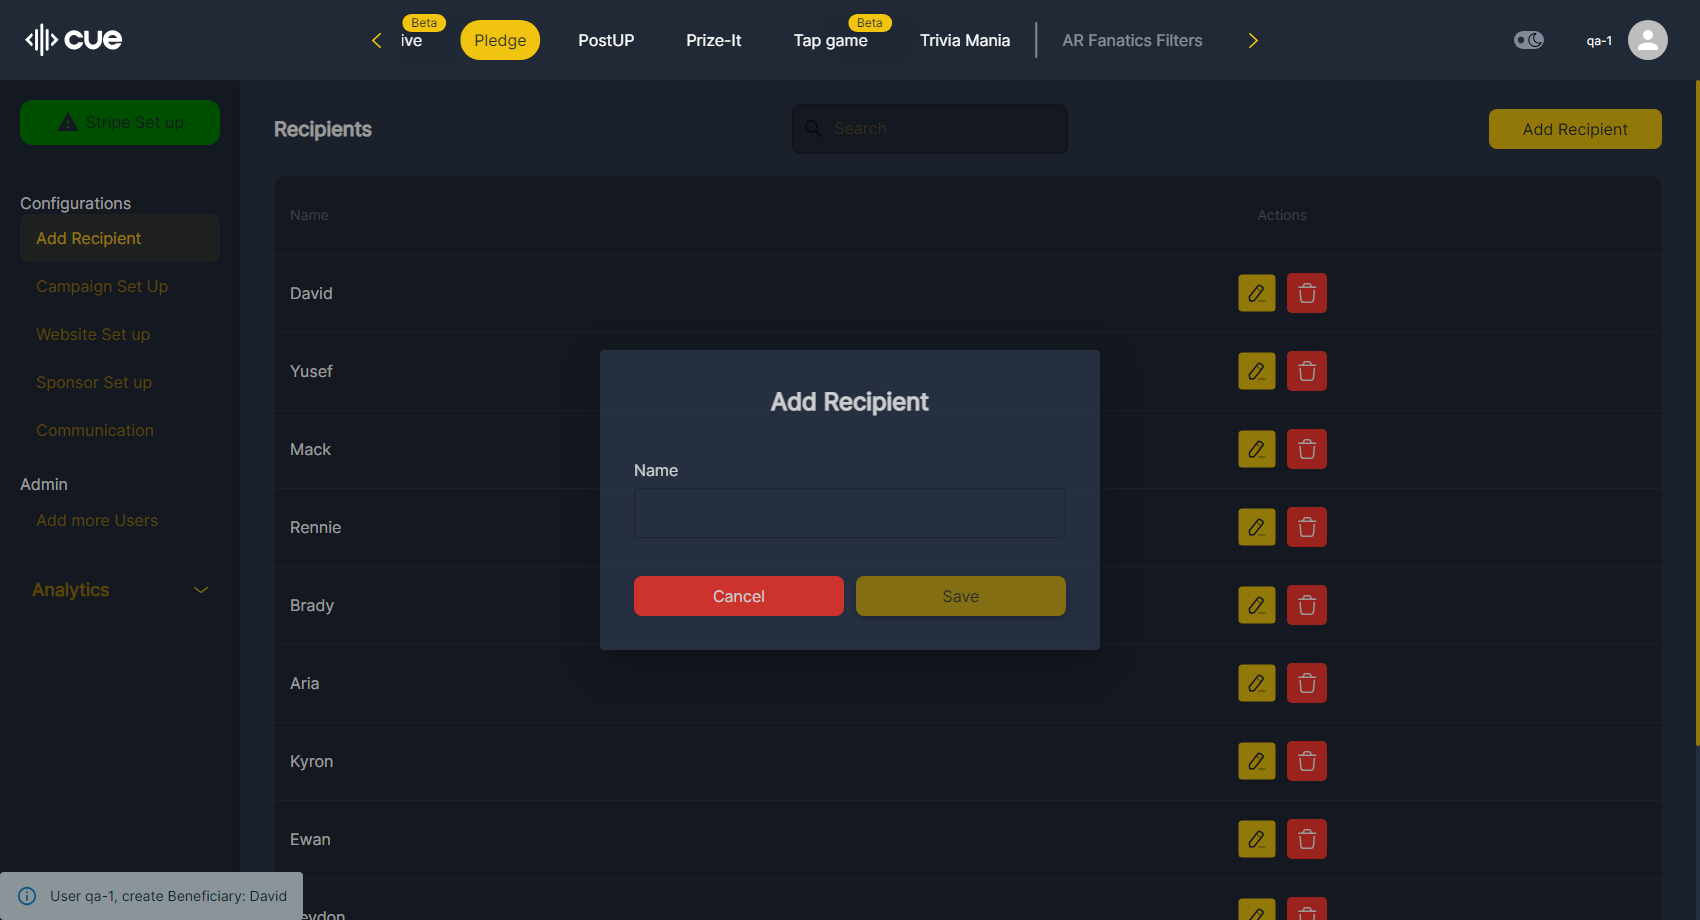 cue
Beta
ive
Pledge
PostUP
Prize-It
Beta
Tap game
Trivia Mania
AR Fanatics Filters
qa-1
Stripe Set up
Configurations
Add Recipient
Campaign Set Up
Website Set up
Sponsor Set up
Communication
Admin
Add more Users
Analytics
Recipients
Search
Add Recipient
Name
Actions
David
Yusef
Mack
Rennie
Brady
Aria
Kyron
Ewan
Add Recipient
Name
Cancel
Save
User qa-1, create Beneficiary: David